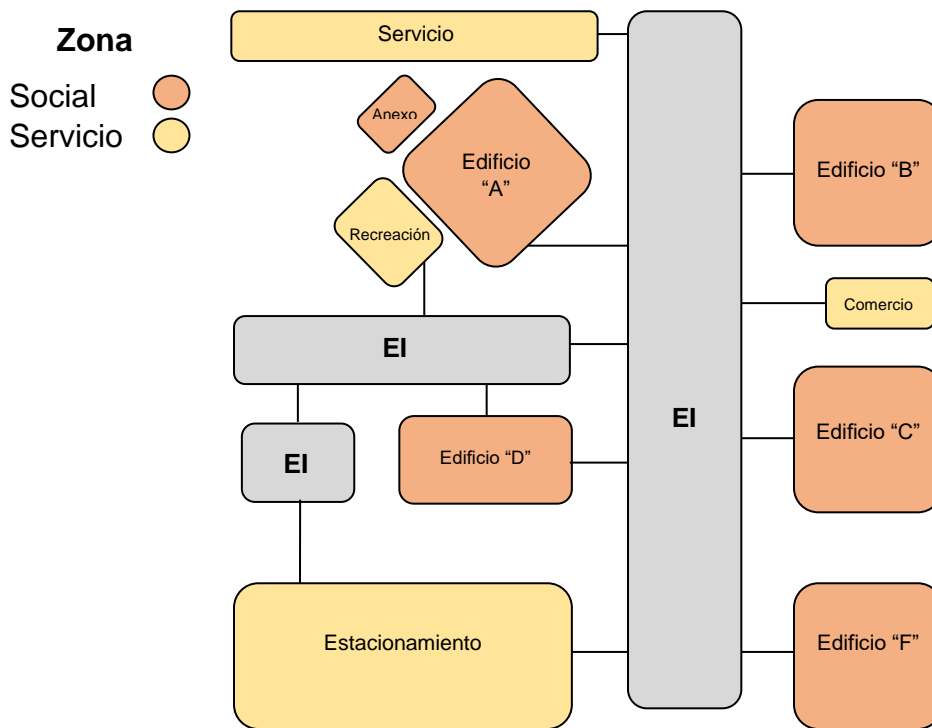 Zona
Social
Servicio
Servicio
Anexo
Edificio
“A”
Recreación
EI
EI
Edificio “D”
Estacionamiento
EI
Edificio “B”
Comercio
Edificio “C”
Edificio “F”